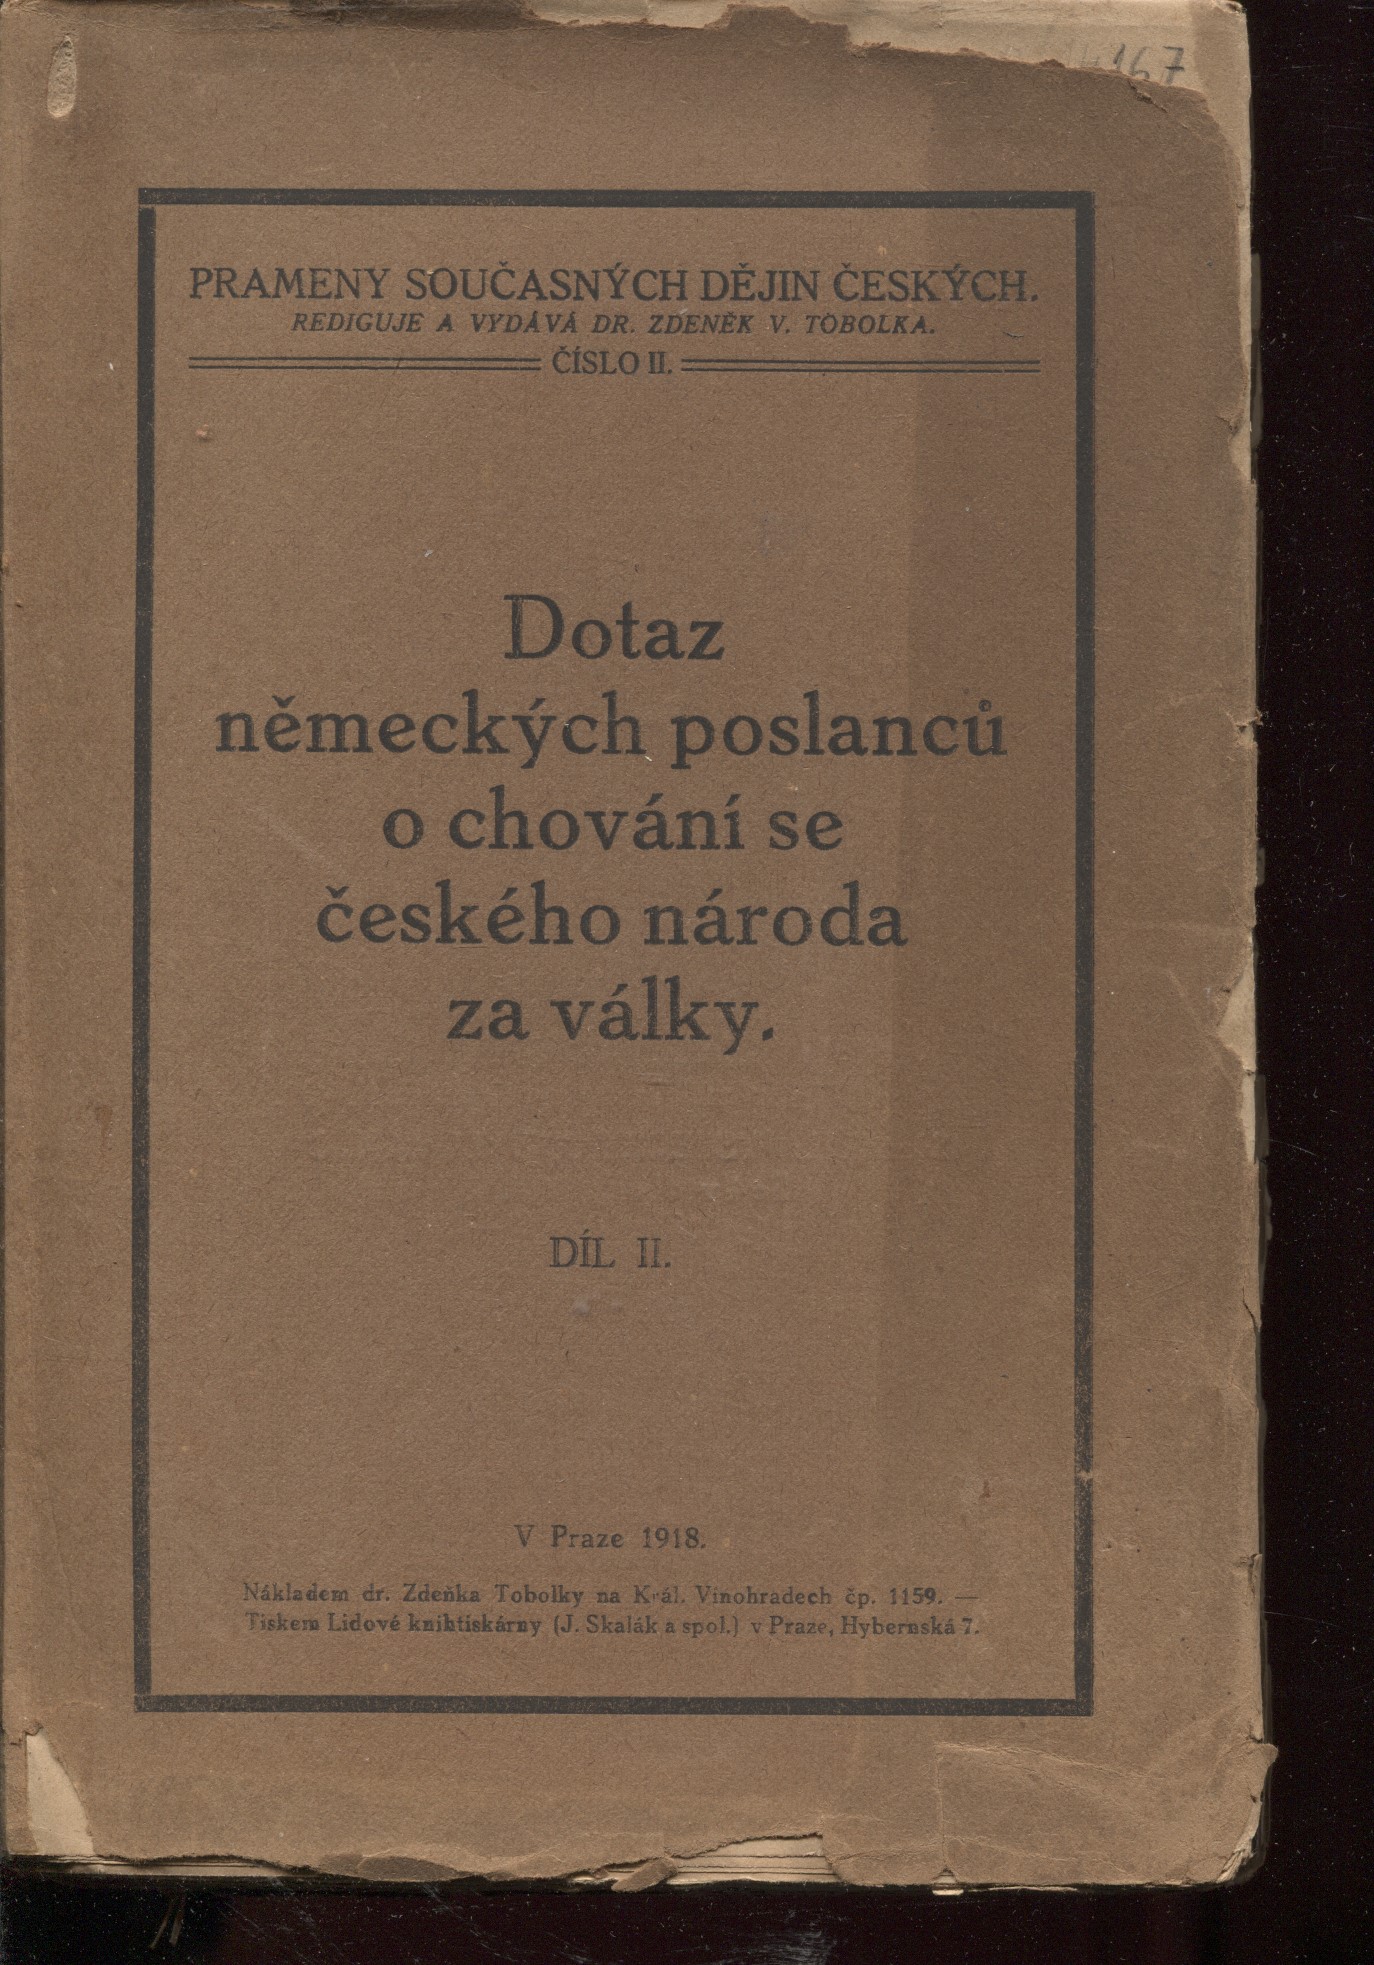 167
PRAMENY SOUČASNÝCH DĚJIN ČESKÝCH.
REDIGUJE A VYDÁVÁ DR. ZDENĚK V. TOBOLKA.
ČÍSLO II.
Dotaz
německých poslanců
o chování se
českého národa
za války.
DÍL II.
V Praze 1918.
Nákladem dr. Zdeňka Tobolky na Král. Vinohradech čp. 1159. —
Tiskem Lidové knihtiskárny (J. Skalák a spol.) v Praze, Hybernská 7.